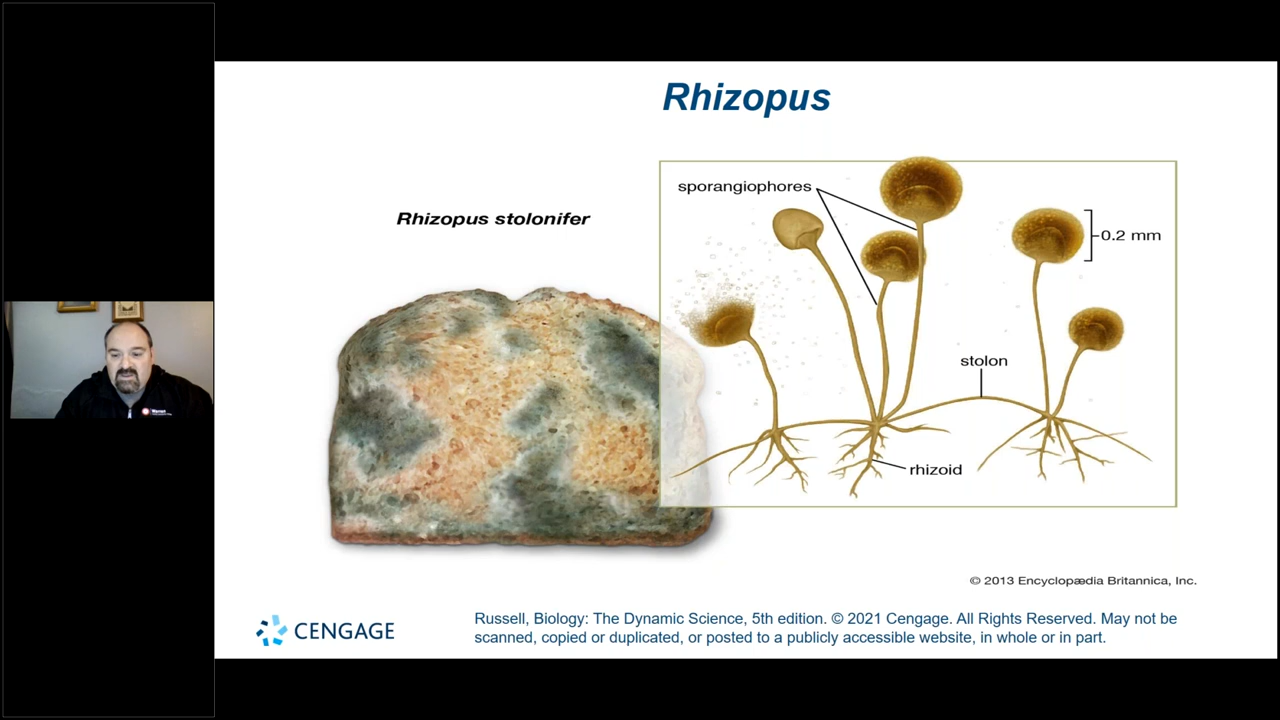 Rhizopus
Rhizopus stolonifer
sporangiophores
0.2 mm
stolon
rhizoid
© 2013 Encyclopædia Britannica, Inc.
CENGAGE
Russell, Biology: The Dynamic Science, 5th edition. © 2021 Cengage. All Rights Reserved. May not be
scanned, copied or duplicated, or posted to a publicly accessible website, in whole or in part.